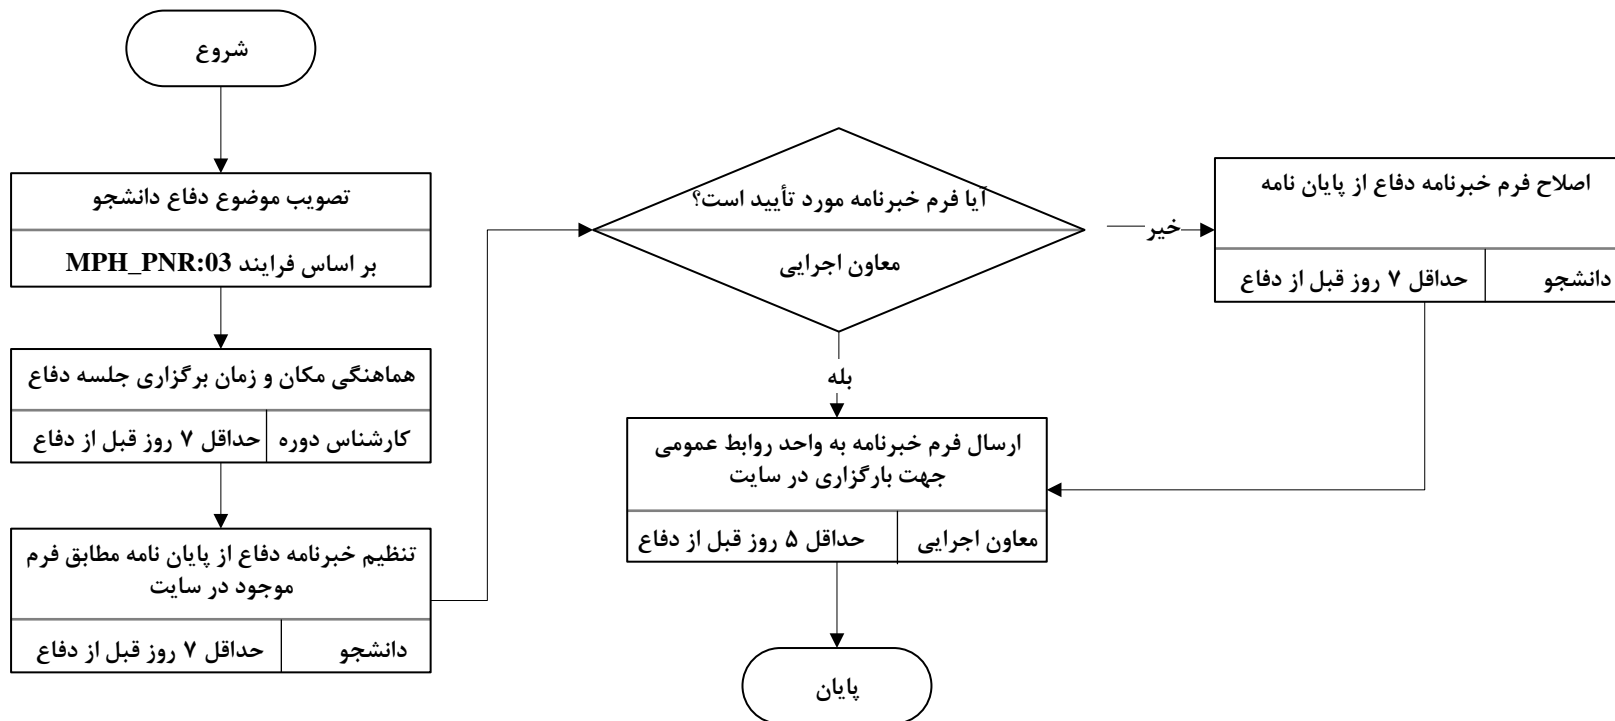 شروع
تصویب موضوع دفاع دانشجو
بر اساس فرایند MPH_PNR:03
هماهنگی مکان و زمان برگزاری جلسه دفاع
کارشناس دوره
حداقل ۷ روز قبل از دفاع
تنظیم خبرنامه دفاع از پایان نامه مطابق فرم
موجود در سایت
دانشجو
حداقل ۷ روز قبل از دفاع
آیا فرم خبرنامه مورد تأیید است؟
معاون اجرایی
خیر
اصلاح فرم خبرنامه دفاع از پایان نامه
دانشجو
حداقل ۷ روز قبل از دفاع
بله
ارسال فرم خبرنامه به واحد روابط عمومی
جهت بارگزاری در سایت
معاون اجرایی
حداقل ۵ روز قبل از دفاع
پایان